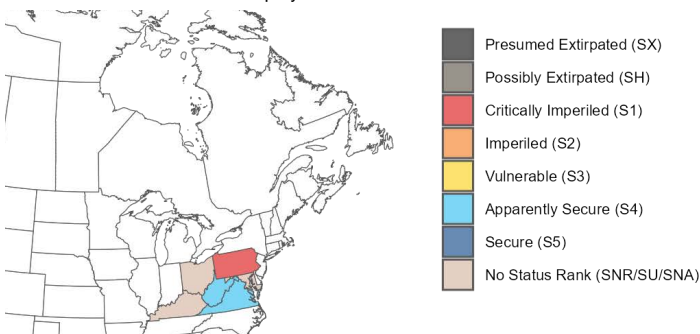 Presumed Extirpated (SX)
Possibly Extirpated (SH)
Critically Imperiled (S1)
Imperiled (S2)
Vulnerable (S3)
Apparently Secure (S4)
Secure (S5)
No Status Rank (SNR/SU/SNA)